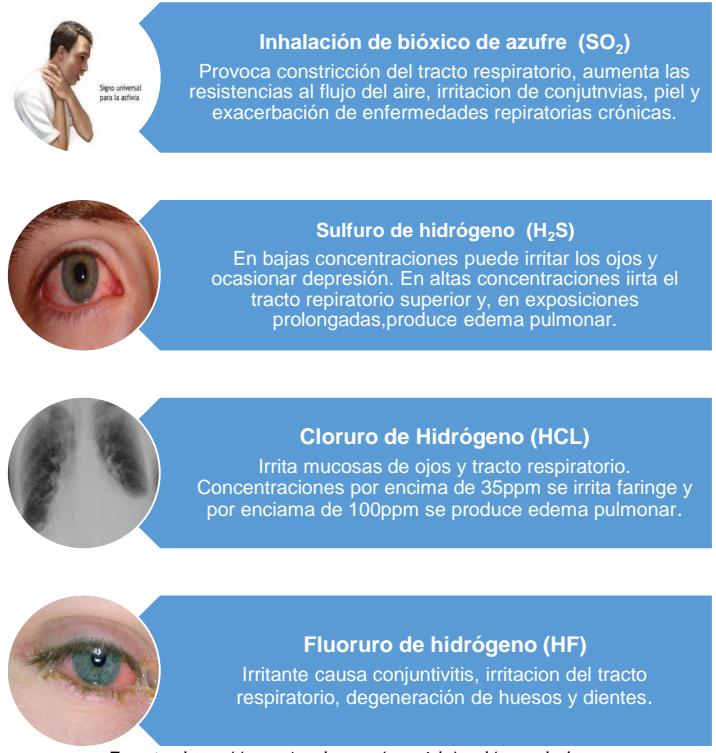 Signo universal
para la asfixia
Inhalación de bióxico de azufre (SO₂)
Provoca constricción del tracto respiratorio, aumenta las
resistencias al flujo del aire, irritacion de conjutnvias, piel y
exacerbación de enfermedades repiratorias crónicas.
Sulfuro de hidrógeno (H₂S)
En bajas concentraciones puede irritar los ojos y
ocasionar depresión. En altas concentraciones iirta el
tracto repiratorio superior y, en exposiciones
prolongadas,produce edema pulmonar.
Cloruro de Hidrógeno (HCL)
Irrita mucosas de ojos y tracto respiratorio.
Concentraciones por encima de 35ppm se irrita faringe y
por enciama de 100ppm se produce edema pulmonar.
Fluoruro de hidrógeno (HF)
Irritante causa conjuntivitis, irritacion del tracto
respiratorio, degeneración de huesos y dientes.